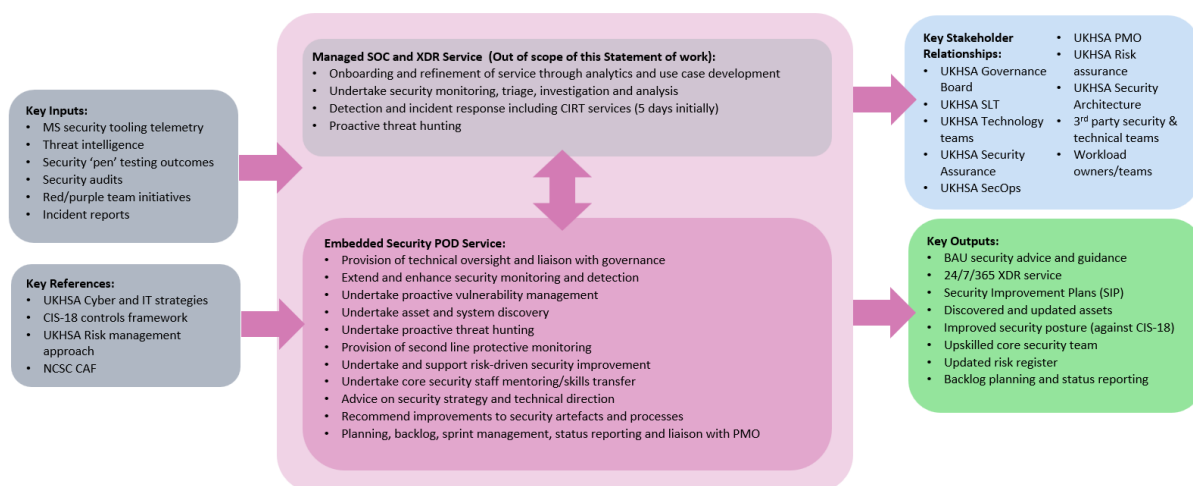 Key Inputs:
• MS security tooling telemetry
• Threat intelligence
• Security ‘pen’ testing outcomes
• Security audits
• Red/purple team initiatives
• Incident reports
Key References:
• UKHSA Cyber and IT strategies
• CIS-18 controls framework
• UKHSA Risk management
approach
• NCSC CAF
Managed SOC and XDR Service (Out of scope of this Statement of work):
• Onboarding and refinement of service through analytics and use case development
• Undertake security monitoring, triage, investigation and analysis
• Detection and incident response including CIRT services (5 days initially)
• Proactive threat hunting
Embedded Security POD Service:
• Provision of technical oversight and liaison with governance
• Extend and enhance security monitoring and detection
• Undertake proactive vulnerability management
• Undertake asset and system discovery
• Undertake proactive threat hunting
• Provision of second line protective monitoring
• Undertake and support risk-driven security improvement
• Undertake core security staff mentoring/skills transfer
• Advice on security strategy and technical direction
• Recommend improvements to security artefacts and processes
• Planning, backlog, sprint management, status reporting and liaison with PMO
Key Stakeholder
Relationships:
• UKHSA Governance
Board
• UKHSA SLT
• UKHSA Technology
teams
• UKHSA Security
Assurance
• UKHSA SecOps
• UKHSA PMO
• UKHSA Risk
assurance
• UKHSA Security
Architecture
• 3rd party security &
technical teams
• Workload
owners/teams
Key Outputs:
• BAU security advice and guidance
• 24/7/365 XDR service
• Security Improvement Plans (SIP)
• Discovered and updated assets
• Improved security posture (against CIS-18)
• Upskilled core security team
• Updated risk register
• Backlog planning and status reporting